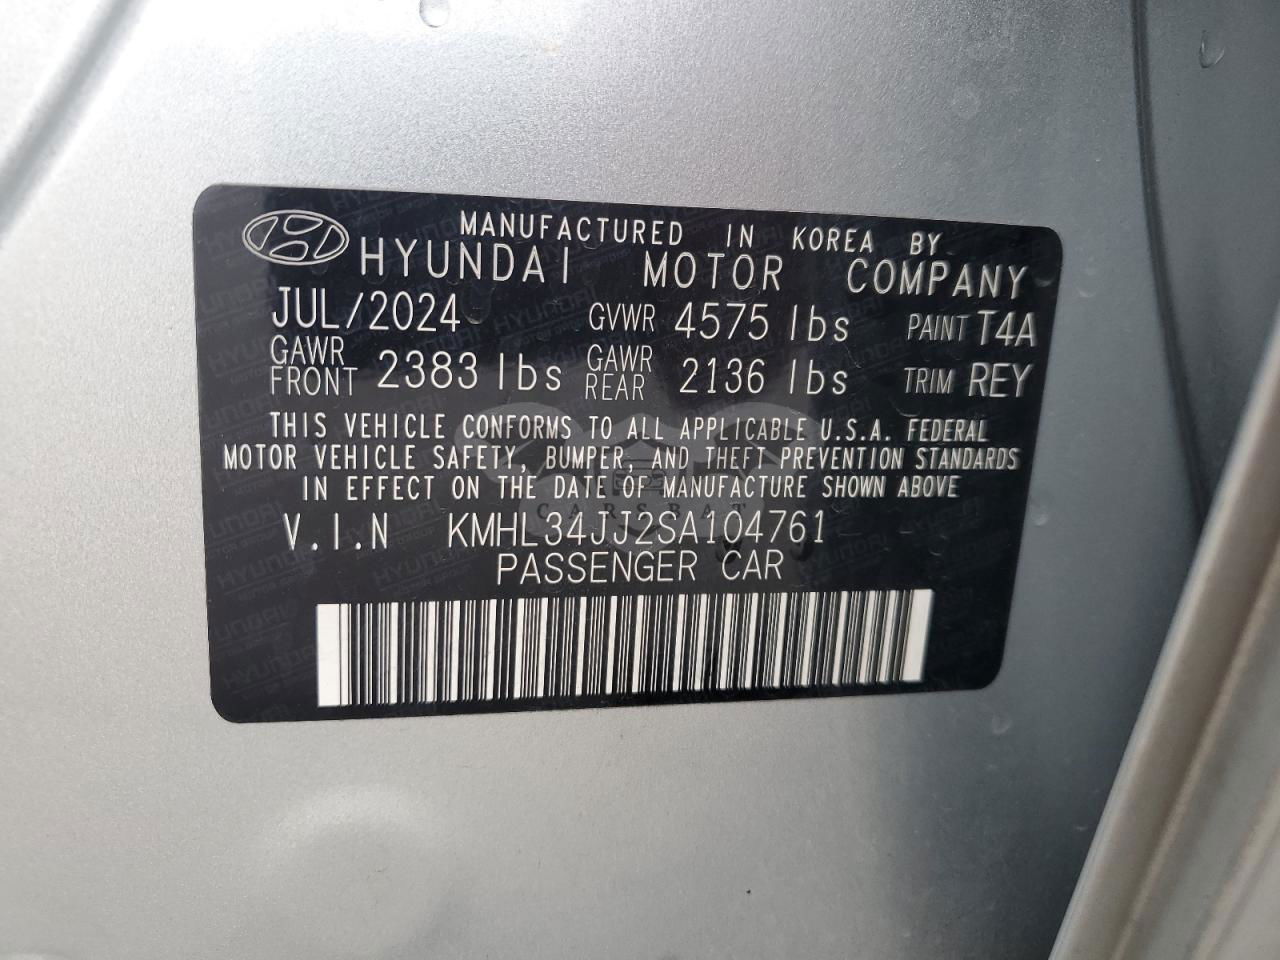 MANUFACTURED IN KOREA BY
HYUNDAI MOTOR COMPANY
JUL/2024 GVWR 4575 lbs PAINT T4A
GAWR FRONT 2383 lbs GAWR REAR 2136 lbs TRIM REY
THIS VEHICLE CONFORMS TO ALL APPLICABLE U.S.A. FEDERAL
MOTOR VEHICLE SAFETY, BUMPER, AND THEFT PREVENTION STANDARDS
IN EFFECT ON THE DATE OF MANUFACTURE SHOWN ABOVE
CARSBAT
V.I.N KMHL34JJ2SA104761
PASSENGER CAR